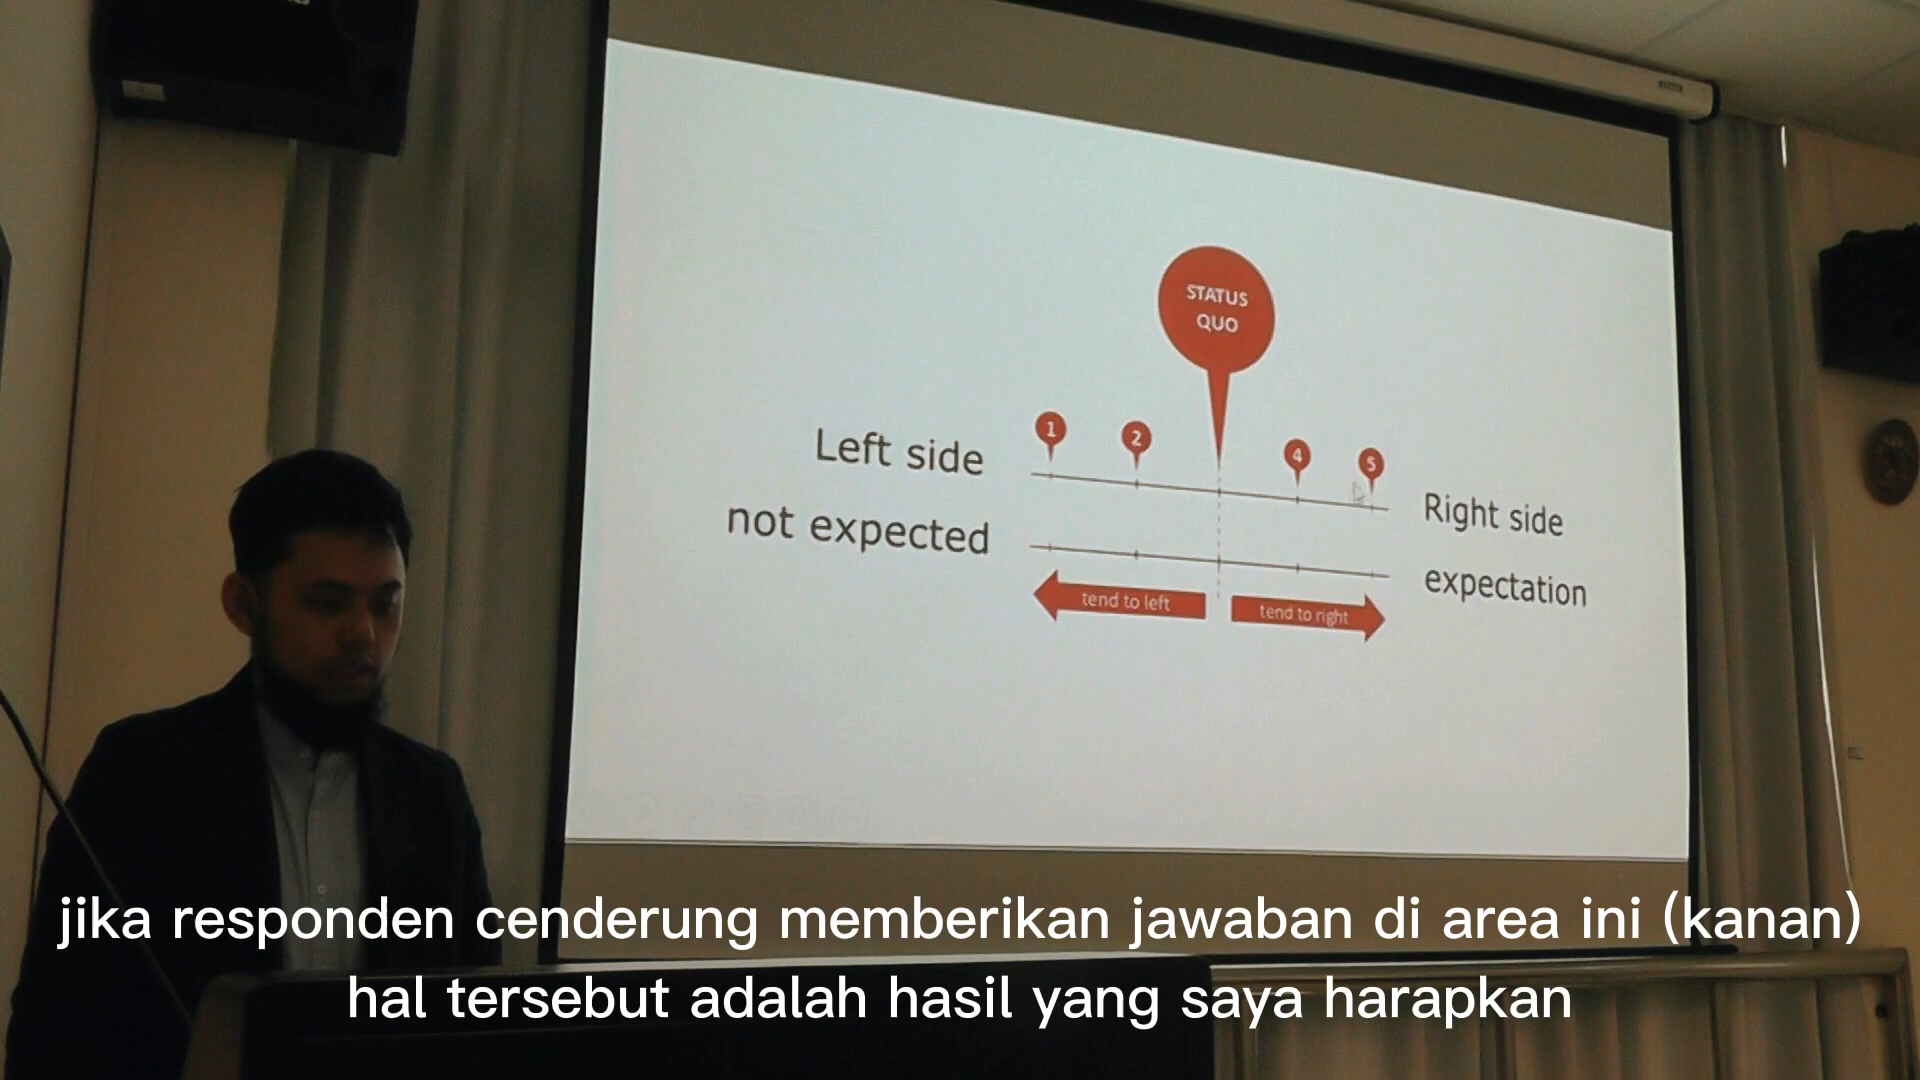 STATUS
QUO
1
2
4
5
Left side
Right side
not expected
expectation
tend to left
tend to right
jika responden cenderung memberikan jawaban di area ini (kanan)
hal tersebut adalah hasil yang saya harapkan